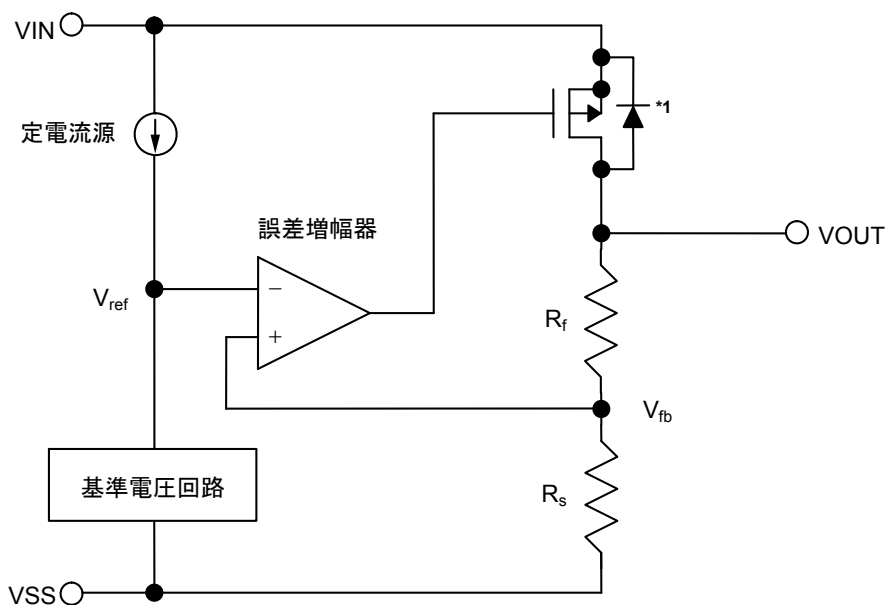 VIN
*1
定電流源
誤差増幅器
VOUT
Vref
−
+
Rf
Vfb
基準電圧回路
Rs
VSS